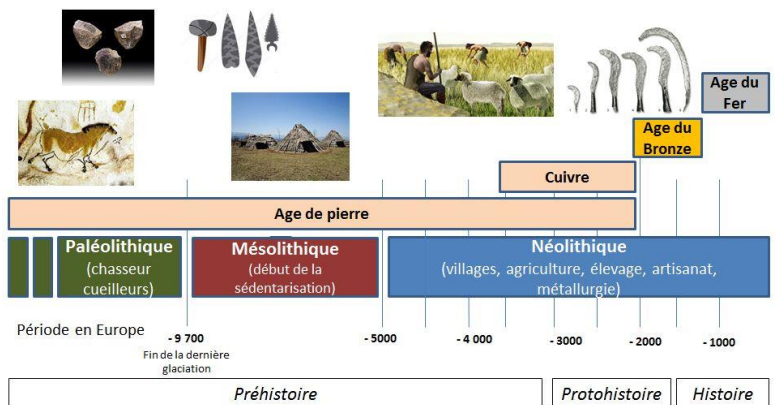 Age du
Fer
Age du
Bronze
Cuivre
Age de pierre
Paléolithique
(chasseur
cueilleurs)
Mésolithique
(début de la
sédentarisation)
Néolithique
(villages, agriculture, élevage, artisanat,
métallurgie)
Période en Europe
- 9 700
Fin de la dernière
glaciation
- 5000
- 4 000
- 3000
- 2000
- 1000
Préhistoire
Protohistoire
Histoire